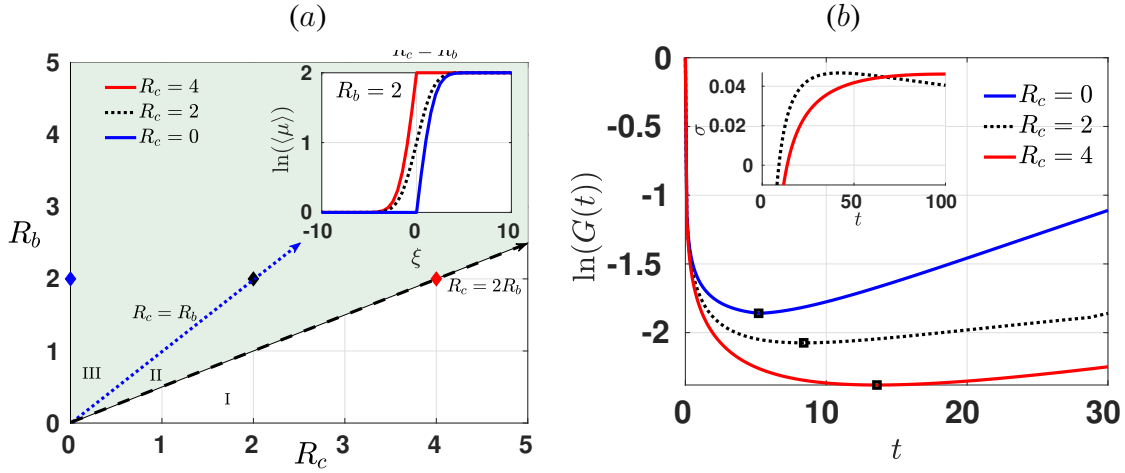 (a)
5
4
3
2
1
0
R_b
0 1 2 3 4 5
R_c
R_c = 4
R_c = 2
R_c = 0
R_c = R_b
R_b = 2
ln(⟨μ⟩)
2
1
0
-10 0 10
ξ
R_c = R_b
R_c = 2R_b
III
II
I
(b)
0
-0.5
-1
-1.5
-2
ln(G(t))
0 10 20 30
t
σ
0.04
0.02
0
0 50 100
t
R_c = 0
R_c = 2
R_c = 4